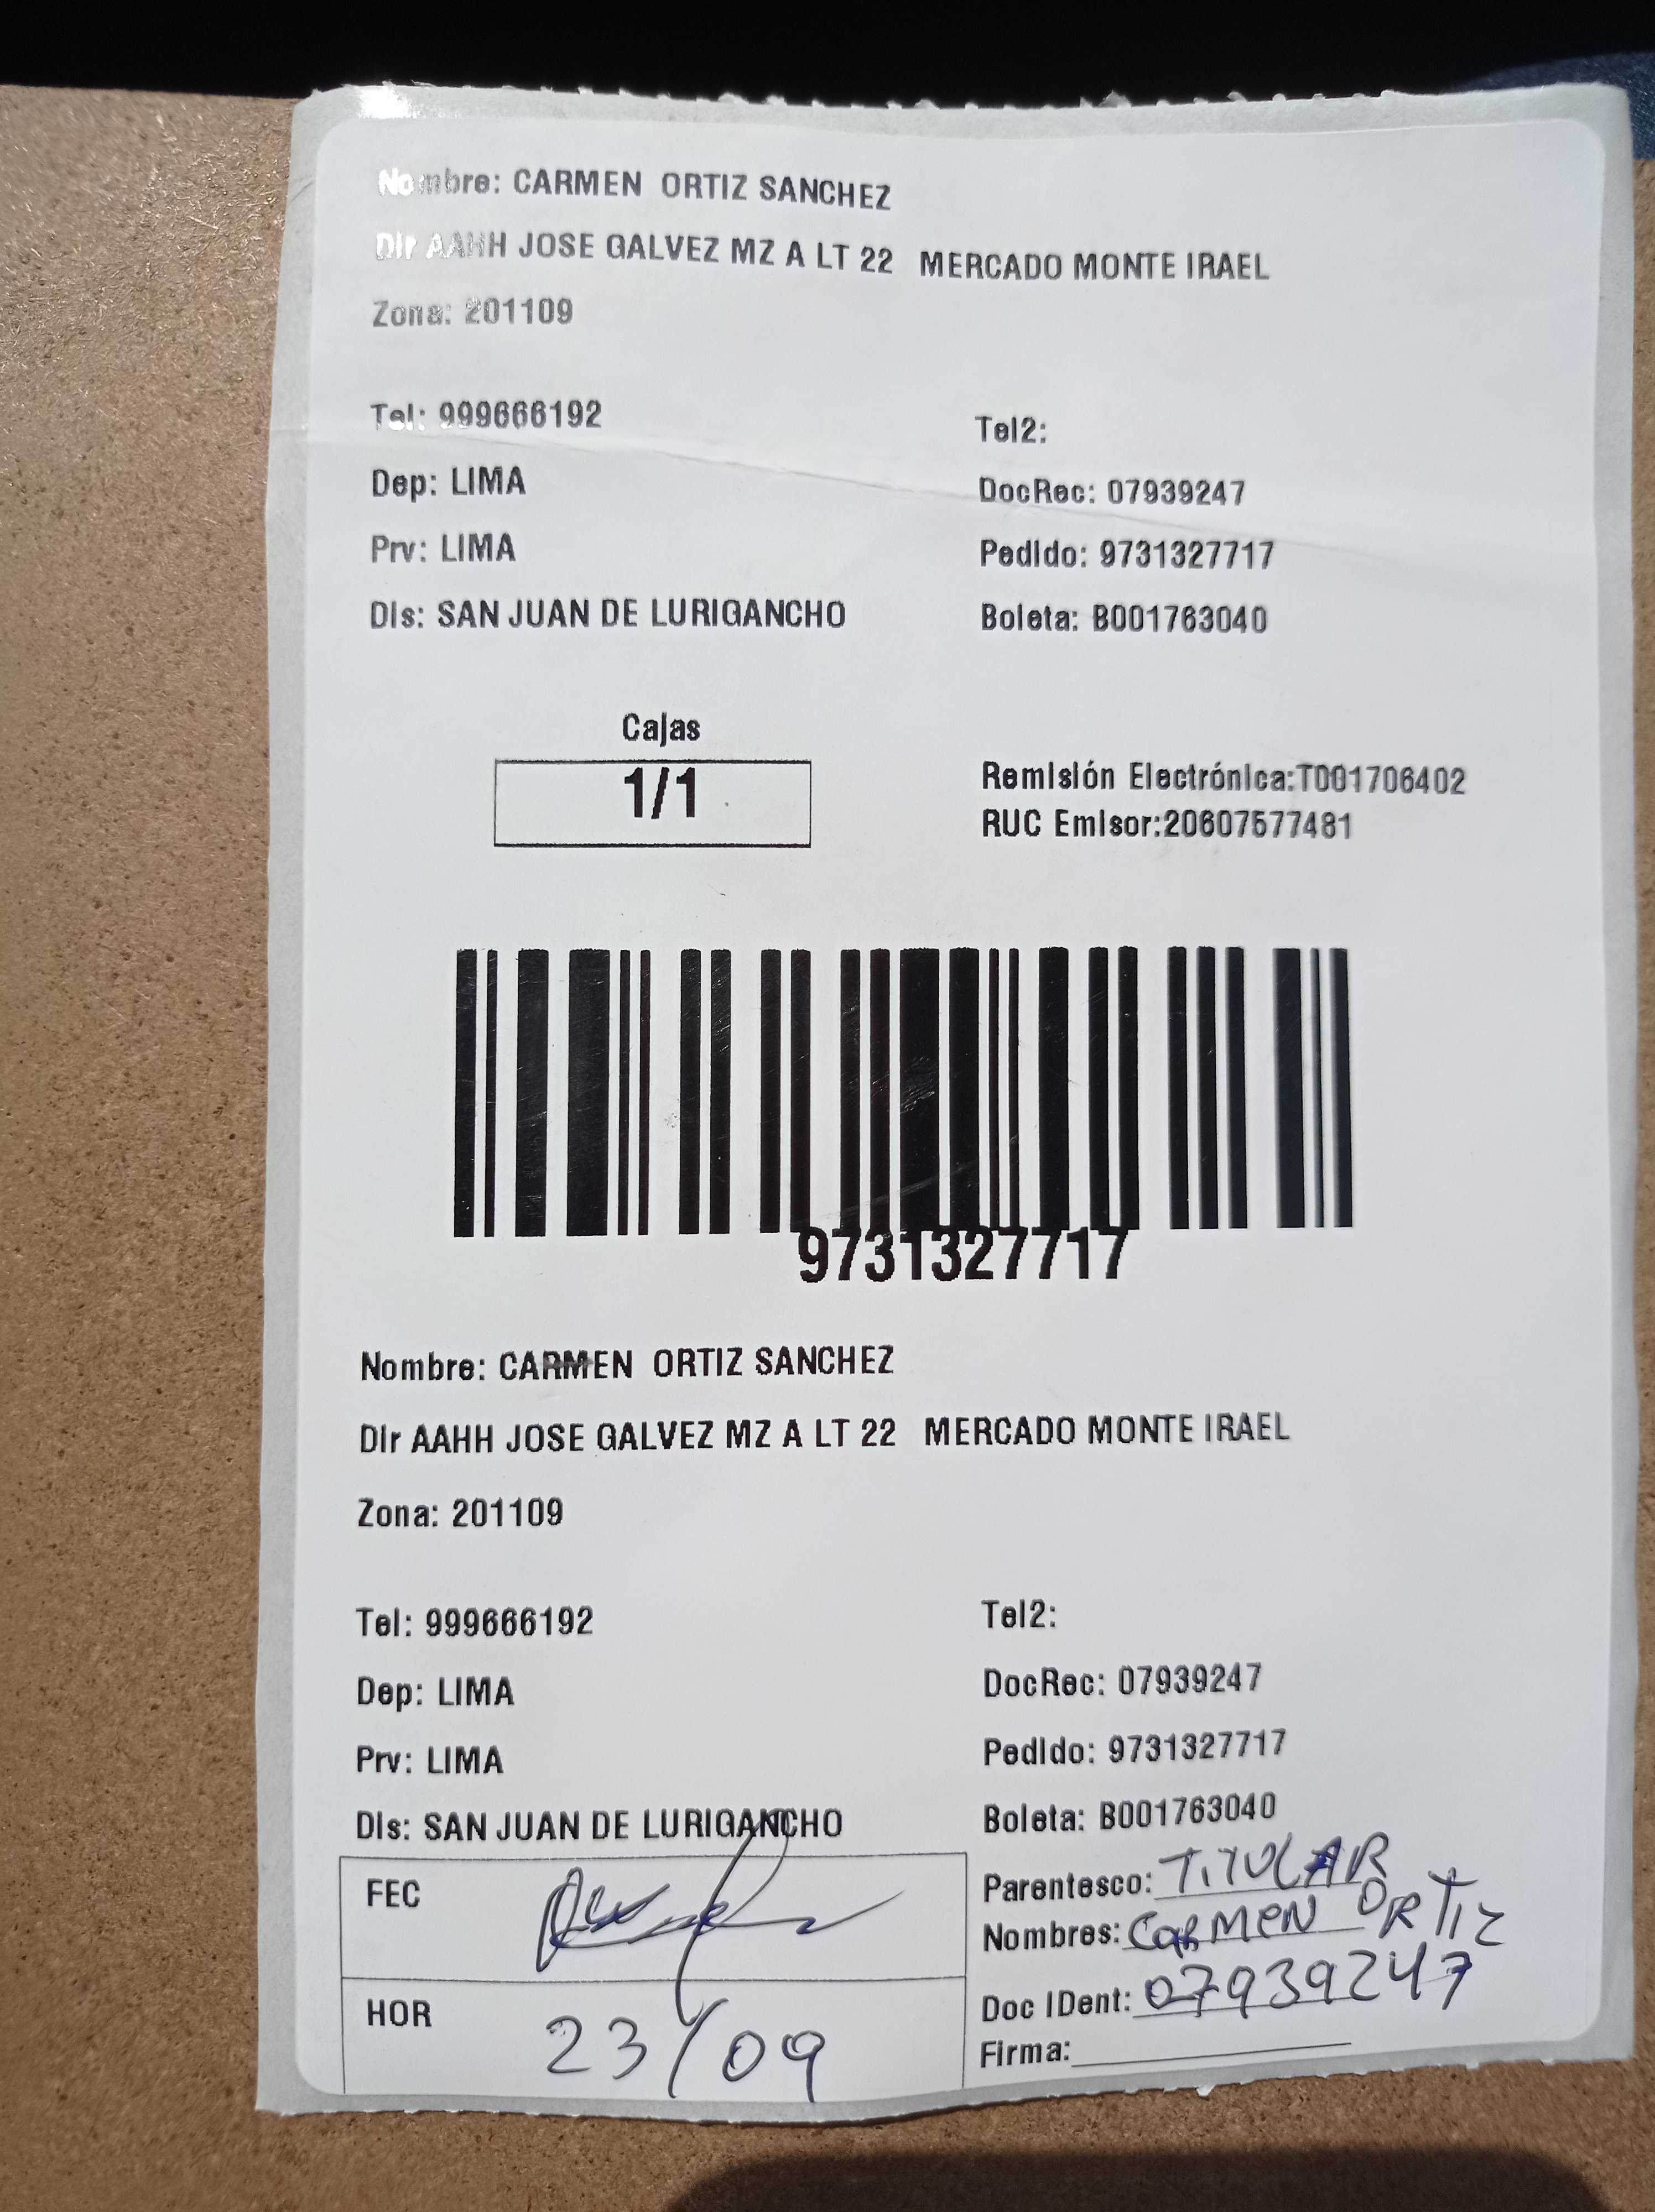 Nombre: CARMEN ORTIZ SANCHEZ
Dir AAHH JOSE GALVEZ MZ A LT 22 MERCADO MONTE IRAEL
Zona: 201109
Tel: 999666192
Tel2:
Dep: LIMA
DocRec: 07939247
Prv: LIMA
Pedido: 9731327717
Dis: SAN JUAN DE LURIGANCHO
Boleta: B001763040
Cajas
1/1
Remisión Electrónica:T001706402
RUC Emisor:20607577481
9731327717
Nombre: CARMEN ORTIZ SANCHEZ
Dir AAHH JOSE GALVEZ MZ A LT 22 MERCADO MONTE IRAEL
Zona: 201109
Tel: 999666192
Tel2:
Dep: LIMA
DocRec: 07939247
Prv: LIMA
Pedido: 9731327717
Dis: SAN JUAN DE LURIGANCHO
Boleta: B001763040
FEC
Parentesco: TITULAR
Nombres: CARMEN ORTIZ
HOR 23/09
Doc IDent: 07939247
Firma: